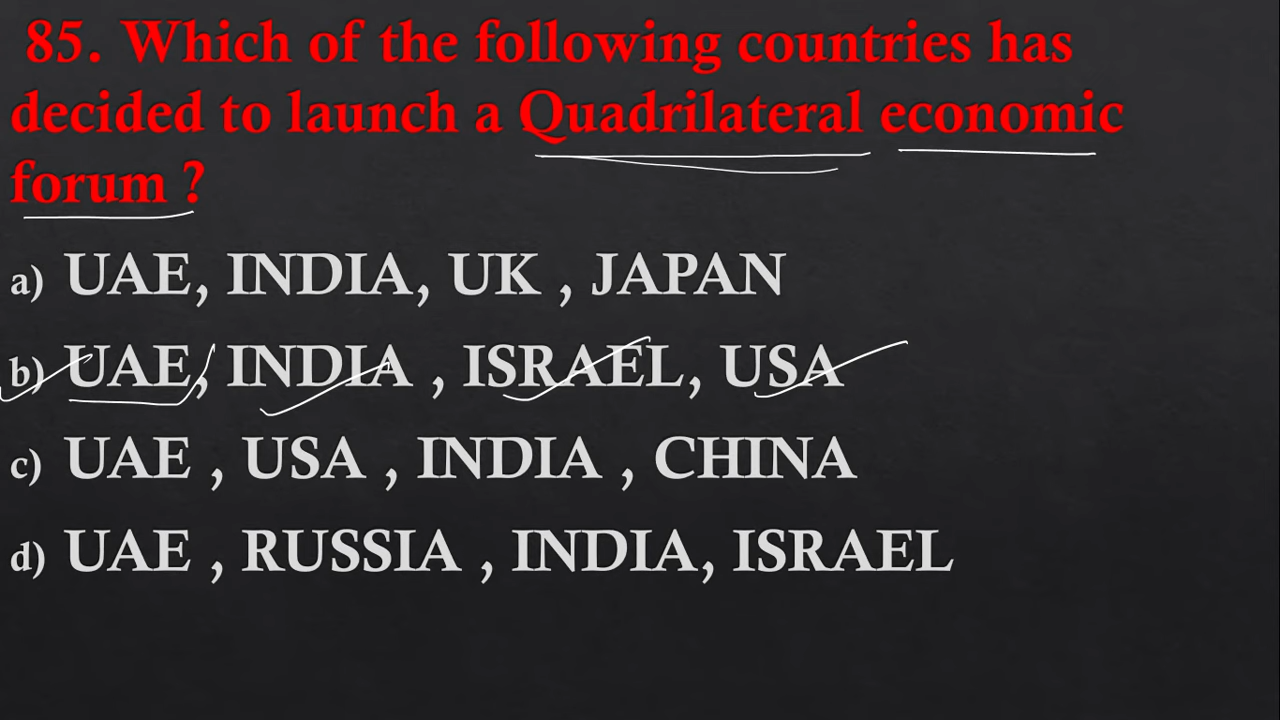 85. Which of the following countries has
decided to launch a Quadrilateral economic
forum ?
a) UAE, INDIA, UK , JAPAN
b) UAE, INDIA , ISRAEL, USA
c) UAE , USA , INDIA , CHINA
d) UAE , RUSSIA , INDIA, ISRAEL